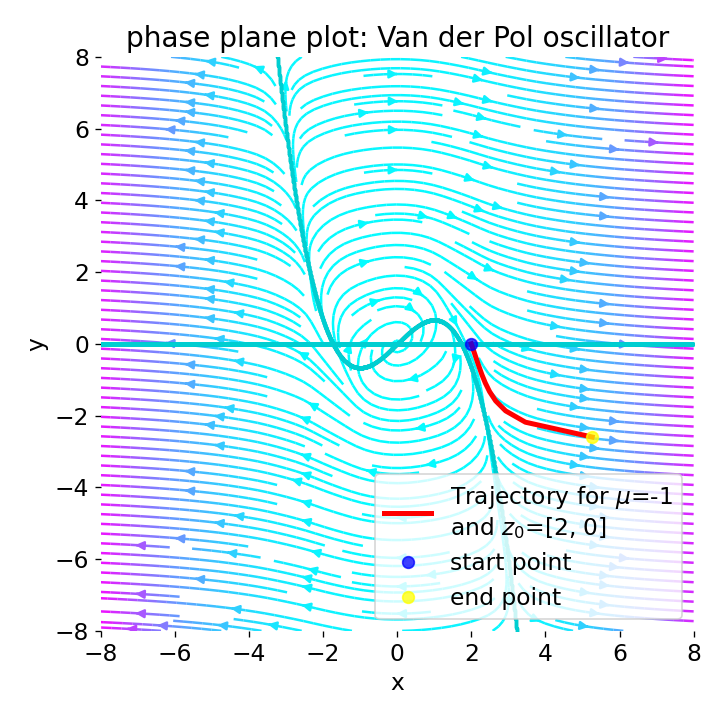 phase plane plot: Van der Pol oscillator
8
6
4
2
0
−2
−4
−6
−8
y
Trajectory for μ=-1
and z₀=[2, 0]
start point
end point
−8 −6 −4 −2 0 2 4 6 8
x